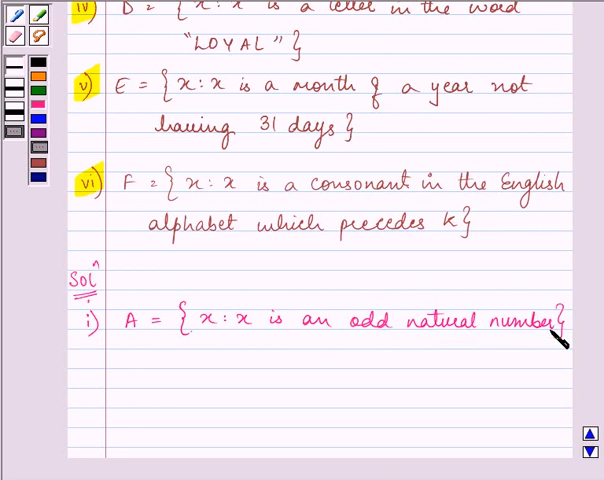 iv) D = { x : x is a letter in the word
"LOYAL" }
v) E = { x : x is a month of a year not
having 31 days }
vi) F = { x : x is a consonant in the English
alphabet which precedes k }
Solⁿ
i) A = { x : x is an odd natural number }